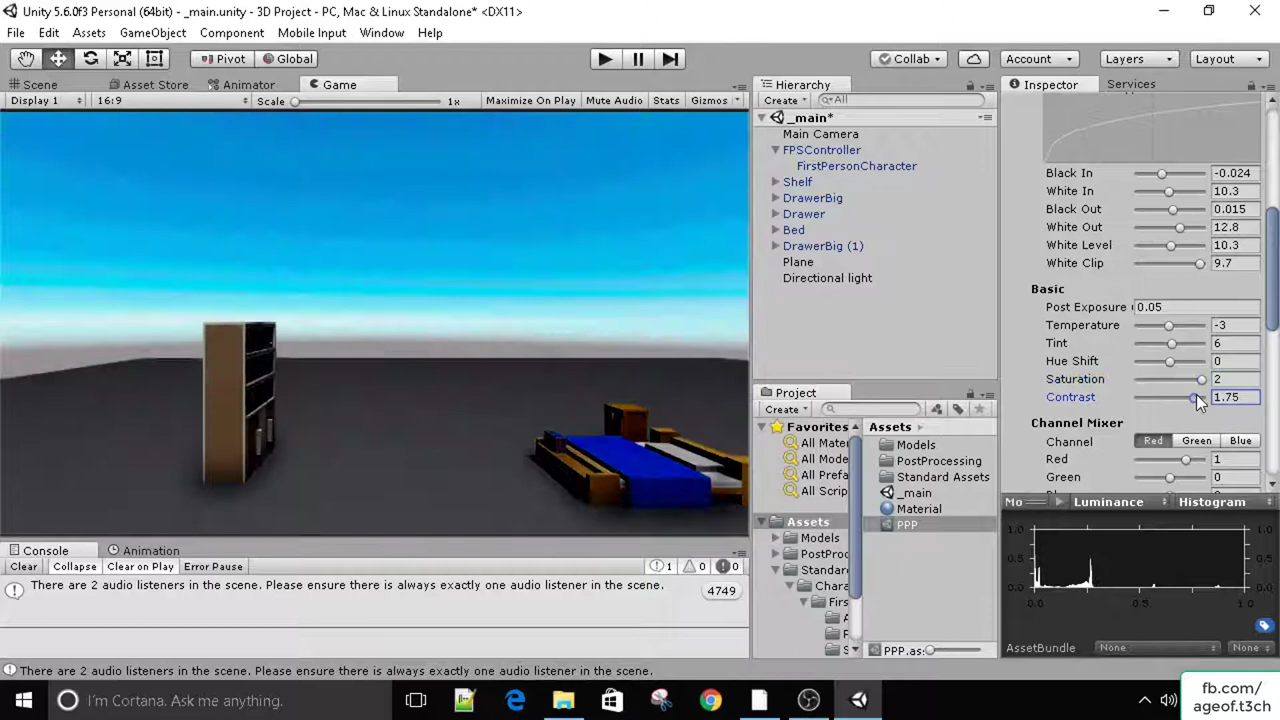 Unity 5.6.0f3 Personal (64bit) - _main.unity - 3D Project - PC, Mac & Linux Standalone* <DX11>
File Edit Assets GameObject Component Mobile Input Window Help
Pivot Global Collab Account Layers Layout
Scene Asset Store Animator Game
Display 1 16:9 Scale 1x Maximize On Play Mute Audio Stats Gizmos
Hierarchy
Create All
_main*
Main Camera
FPSController
FirstPersonCharacter
Shelf
DrawerBig
Drawer
Bed
DrawerBig (1)
Plane
Directional light
Project
Create
Favorites
All Mater
All Mode
All Prefa
All Scrip
Assets
Models
PostProc
Standard
Chara
Firs
Assets
Models
PostProcessing
Standard Assets
_main
Material
PPP
PPP.as:
Inspector Services
Black In -0.024
White In 10.3
Black Out 0.015
White Out 12.8
White Level 10.3
White Clip 9.7
Basic
Post Exposure 0.05
Temperature -3
Tint 6
Hue Shift 0
Saturation 2
Contrast 1.75
Channel Mixer
Channel Red Green Blue
Red 1
Green 0
Mo Luminance Histogram
1.0 1.0
0.5 0.5
0.0 0.0
0.0 0.5 1.0
AssetBundle None None
Console Animation
Clear Collapse Clear on Play Error Pause 1 0 0
There are 2 audio listeners in the scene. Please ensure there is always exactly one audio listener in the scene. 4749
There are 2 audio listeners in the scene. Please ensure there is always exactly one audio listener in the scene.
I'm Cortana. Ask me anything.
fb.com/
ageof.t3ch